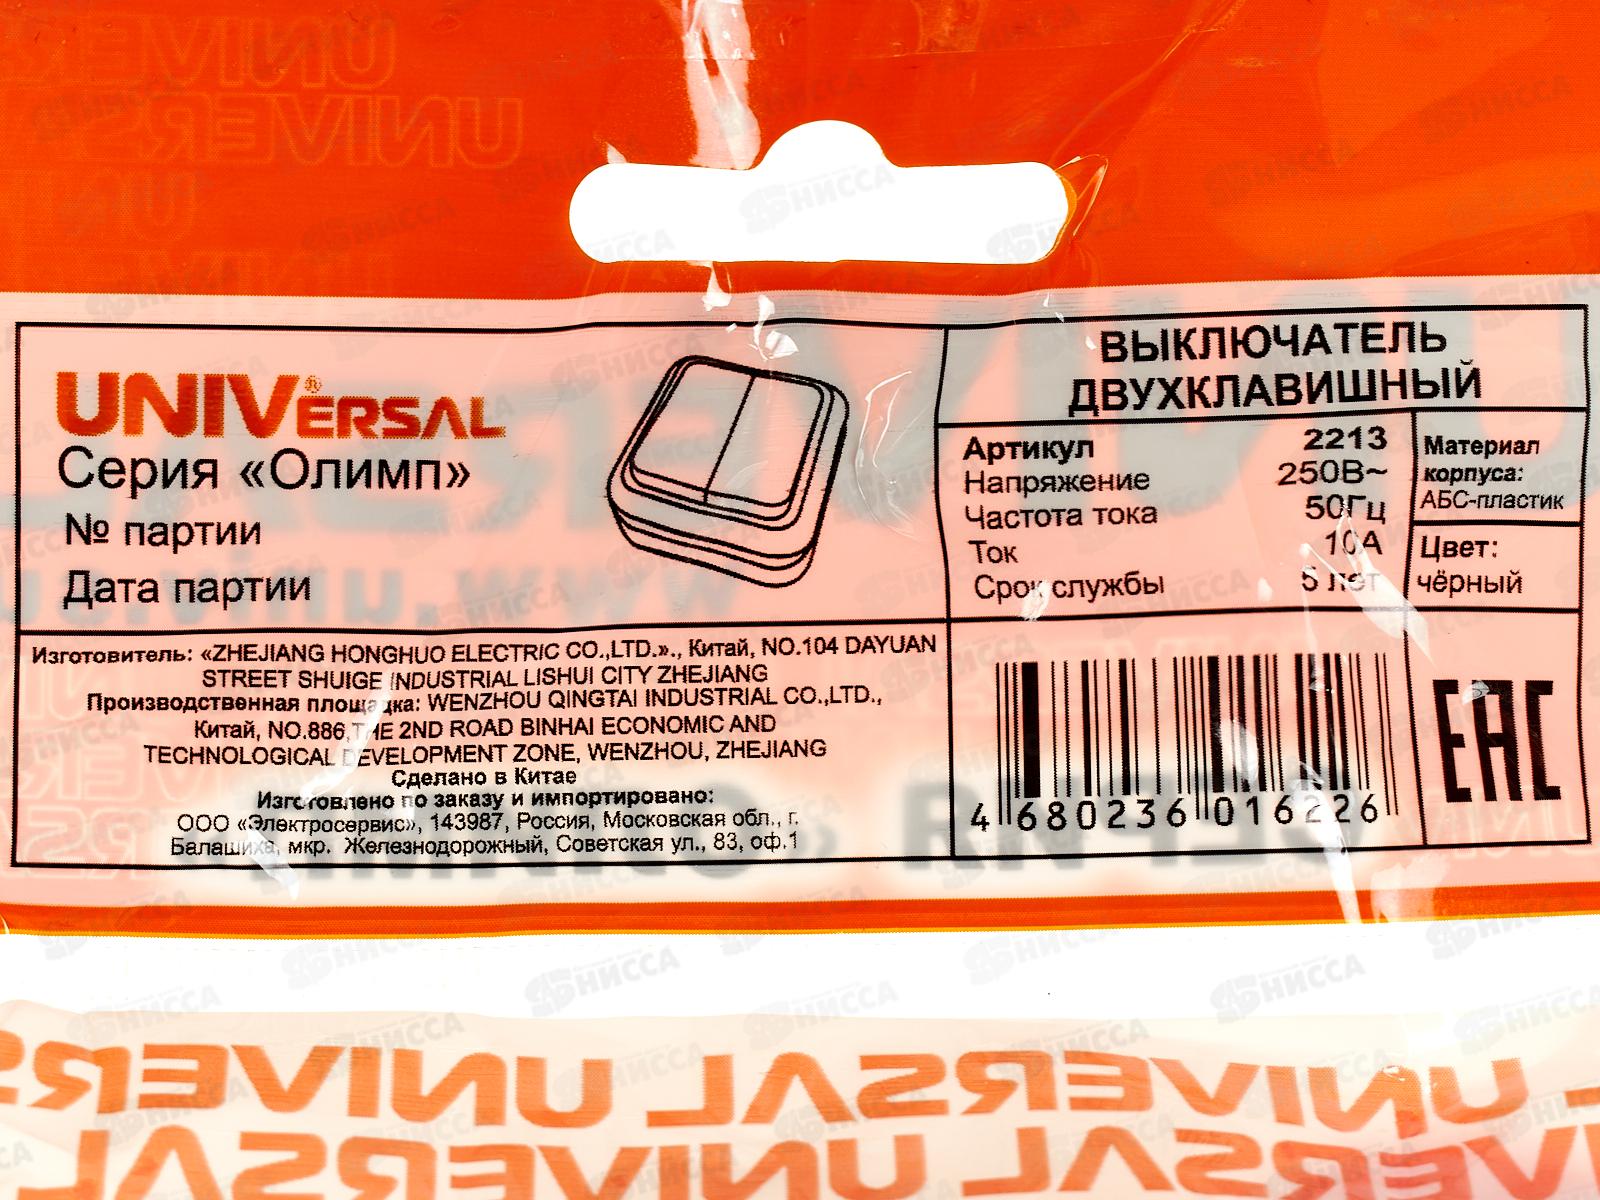 UNIVERSAL®
Серия «Олимп»
№ партии
Дата партии
ВЫКЛЮЧАТЕЛЬ
ДВУХКЛАВИШНЫЙ
Артикул 2213
Напряжение 250В~
Частота тока 50Гц
Ток 10А
Срок службы 5 лет
Материал
корпуса:
АБС-пластик
Цвет:
чёрный
Изготовитель: «ZHEJIANG HONGHUO ELECTRIC CO.,LTD.»., Китай, NO.104 DAYUAN
STREET SHUIGE INDUSTRIAL LISHUI CITY ZHEJIANG
Производственная площадка: WENZHOU QINGTAI INDUSTRIAL CO.,LTD.,
Китай, NO.886,THE 2ND ROAD BINHAI ECONOMIC AND
TECHNOLOGICAL DEVELOPMENT ZONE, WENZHOU, ZHEJIANG
Сделано в Китае
Изготовлено по заказу и импортировано:
ООО «Электросервис», 143987, Россия, Московская обл., г.
Балашиха, мкр. Железнодорожный, Советская ул., 83, оф.1
4 680236 016226
EAC
UNIVERSAL UNIVERS
UNIVERSAL UNIVERSAL